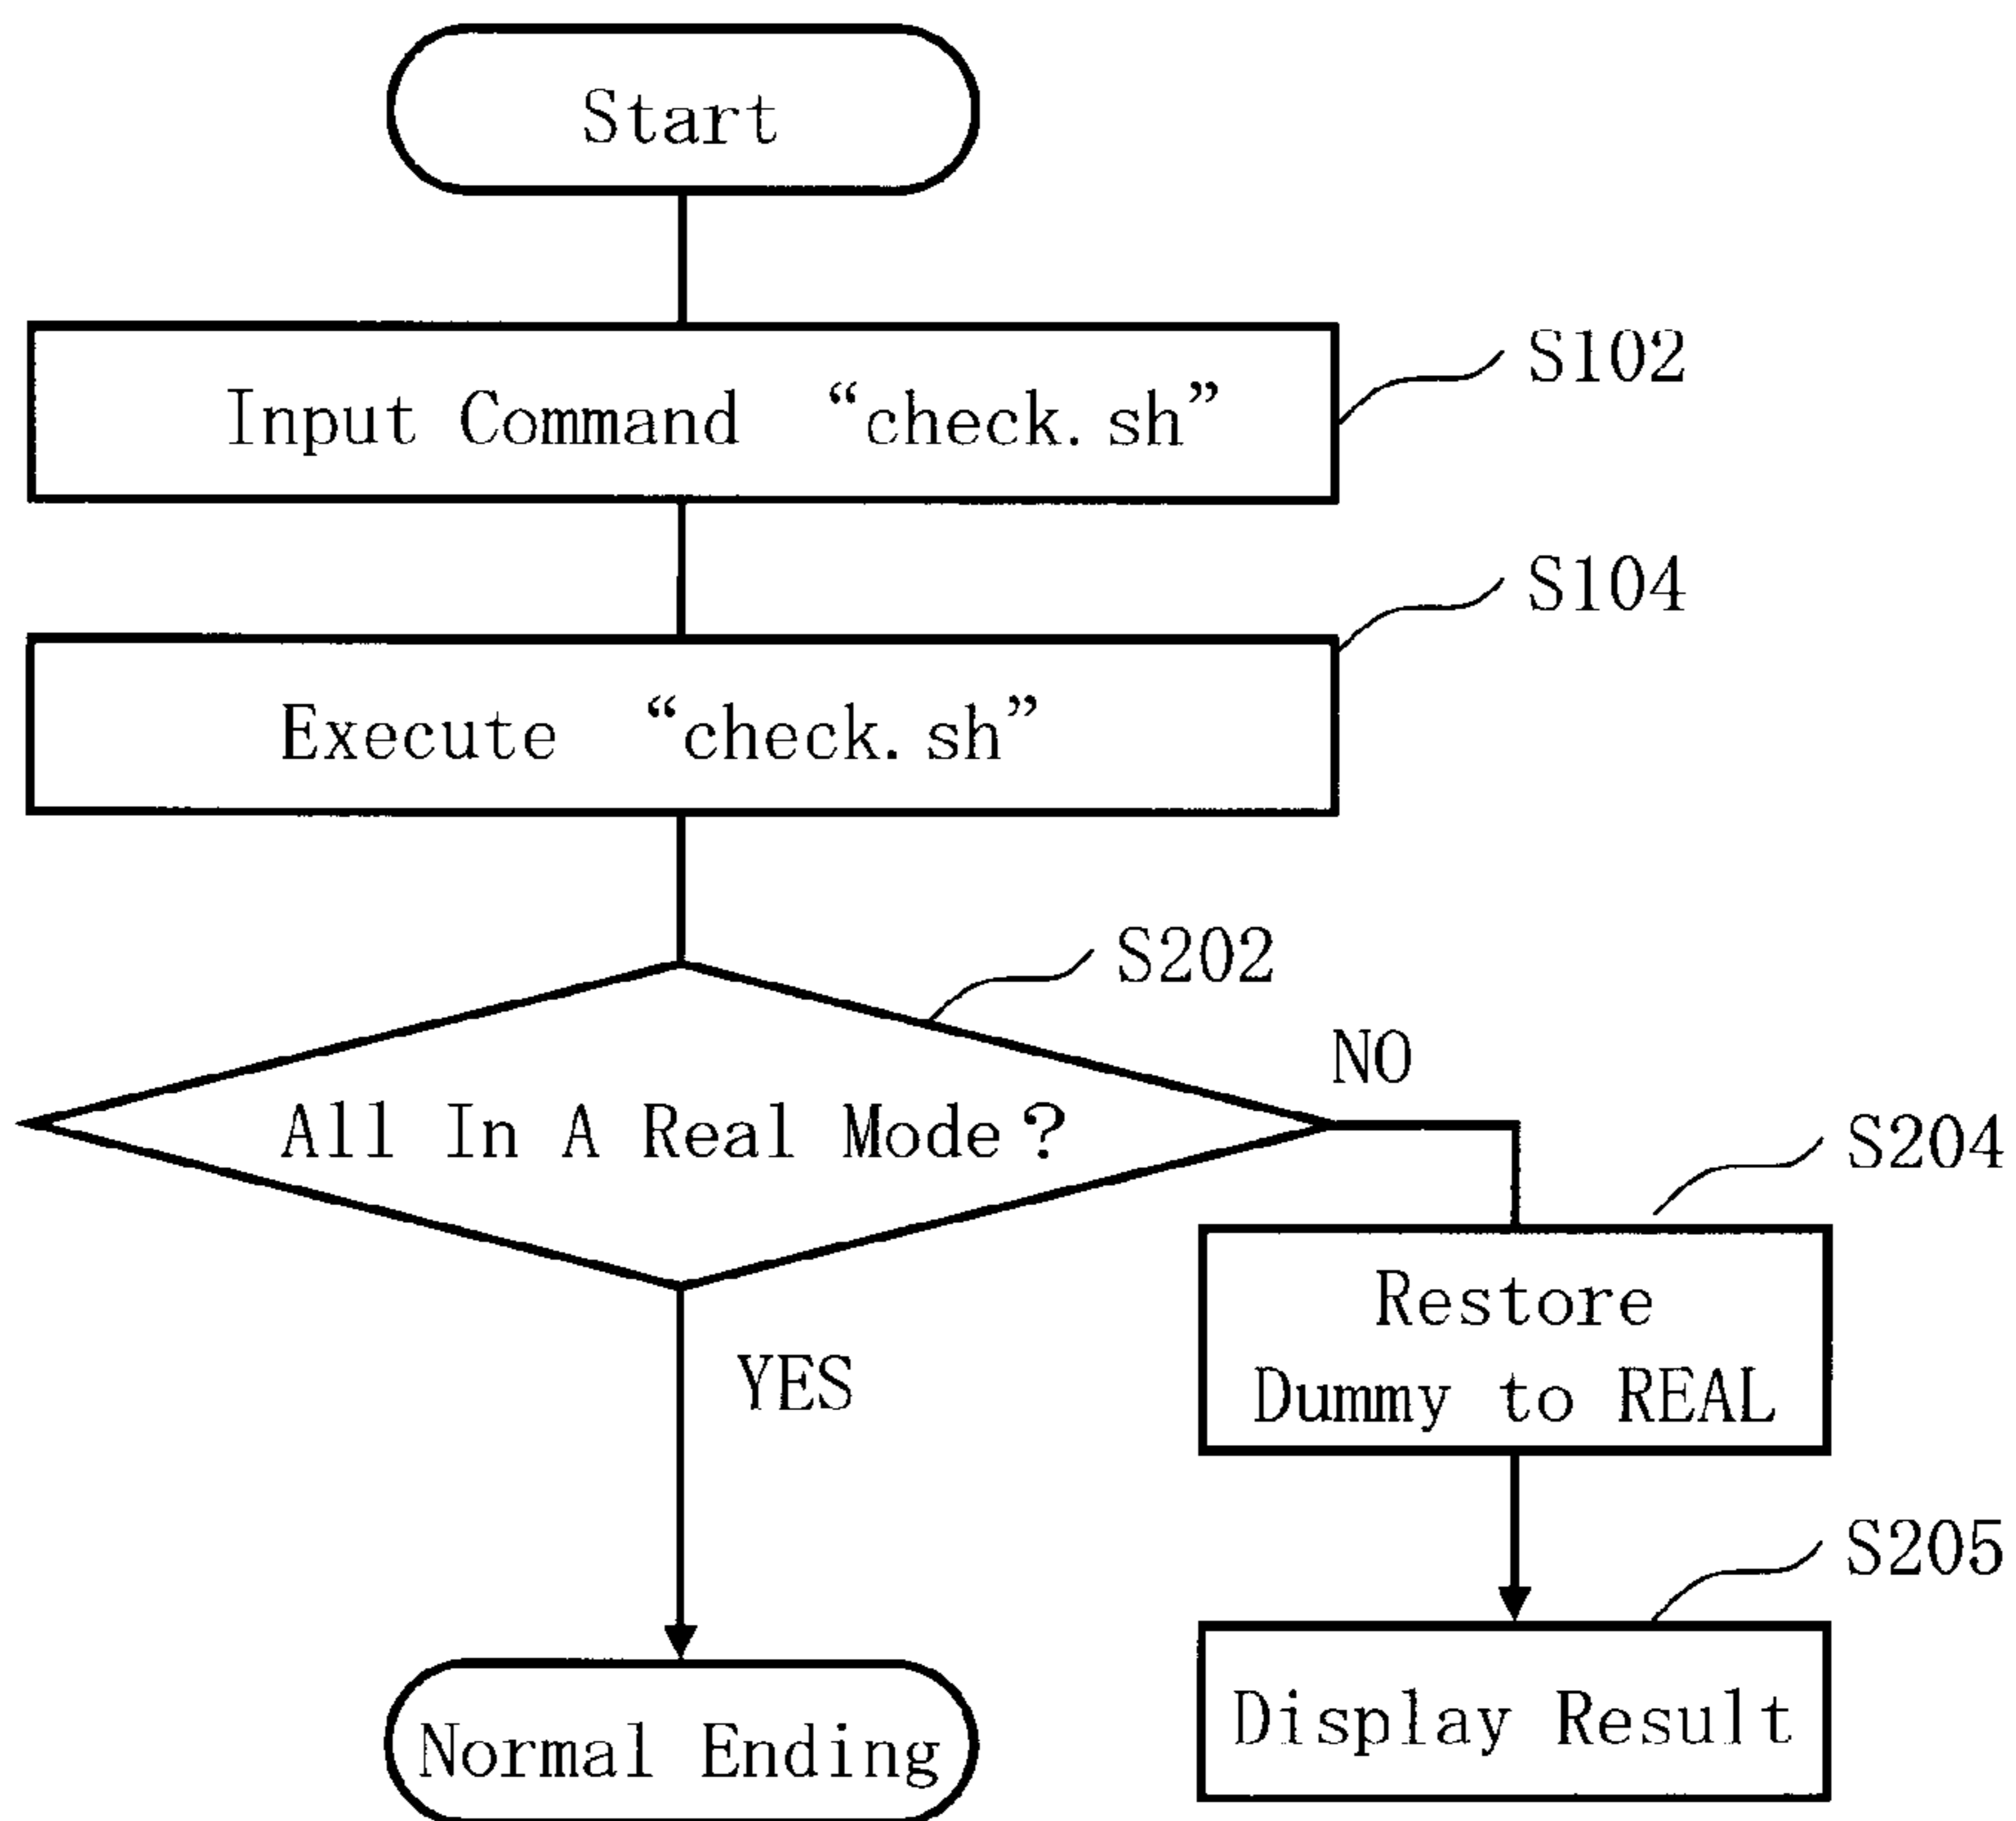 Start
Input Command “check.sh”
S102
Execute “check.sh”
S104
S202
All In A Real Mode?
NO
YES
S204
Restore
Dummy to REAL
S205
Display Result
Normal Ending